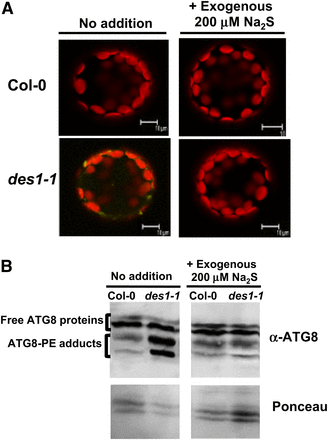 A
No addition
+ Exogenous
200 µM Na2S
Col-0
10 µm
10
des1-1
10 µm
10 µm
B
No addition
+ Exogenous
200 µM Na2S
Col-0 des1-1
Col-0 des1-1
Free ATG8 proteins
ATG8-PE adducts
α-ATG8
Ponceau